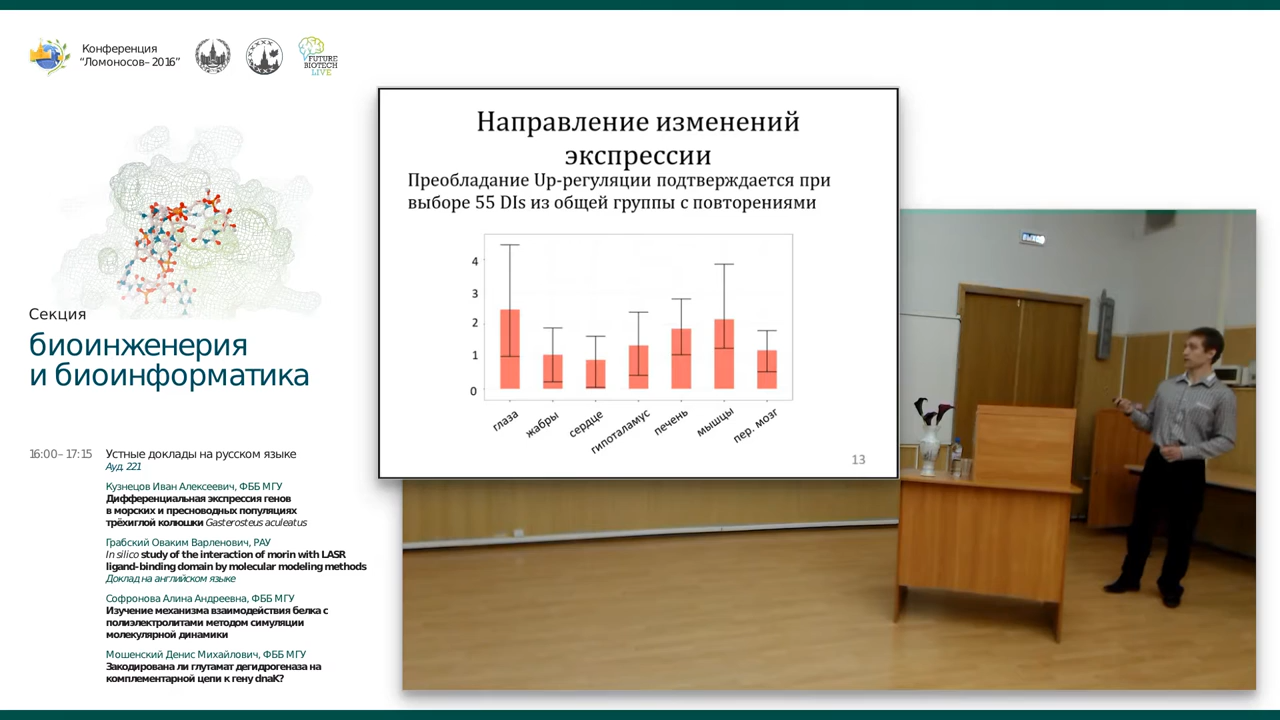 Конференция
“Ломоносов– 2016”
FUTURE
BIOTECH
LIVE
Секция
биоинженерия
и биоинформатика
16:00– 17:15 Устные доклады на русском языке
Ауд. 221
Кузнецов Иван Алексеевич, ФББ МГУ
Дифференциальная экспрессия генов
в морских и пресноводных популяциях
трёхиглой колюшки Gasterosteus aculeatus
Грабский Оваким Варленович, РАУ
In silico study of the interaction of morin with LASR
ligand-binding domain by molecular modeling methods
Доклад на английском языке
Софронова Алина Андреевна, ФББ МГУ
Изучение механизма взаимодействия белка с
полиэлектролитами методом симуляции
молекулярной динамики
Мошенский Денис Михайлович, ФББ МГУ
Закодирована ли глутамат дегидрогеназа на
комплементарной цепи к гену dnaK?
Направление изменений
экспрессии
Преобладание Up-регуляции подтверждается при
выборе 55 DIs из общей группы с повторениями
4
3
2
1
0
глаза
жабры
сердце
гипоталамус
печень
мышцы
пер. мозг
13
ВЫХОД